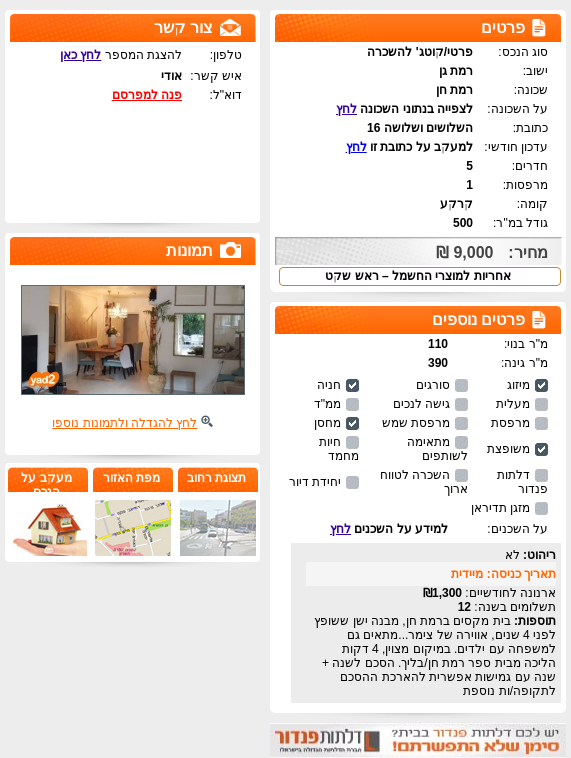 פרטים
סוג הנכס: פרטי/קוטג' להשכרה
ישוב: רמת גן
שכונה: רמת חן
על השכונה: לצפייה בנתוני השכונה לחץ
כתובת: השלושים ושלושה 16
עדכון חודשי: למעקב על כתובת זו לחץ
חדרים: 5
מרפסות: 1
קומה: קרקע
גודל במ"ר: 500
מחיר: 9,000 ₪
אחריות למוצרי החשמל – ראש שקט
פרטים נוספים
מ"ר בנוי: 110
מ"ר גינה: 390
מיזוג סורגים חניה
מעלית גישה לנכים ממ"ד
מרפסת מרפסת שמש מחסן
משופצת מתאימה לשותפים חיות מחמד
דלתות פנדור השכרה לטווח ארוך יחידת דיור
מזגן תדיראן
על השכנים: למידע על השכנים לחץ
ריהוט: לא
תאריך כניסה: מיידית
ארנונה לחודשיים: 1,300₪
תשלומים בשנה: 12
תוספות: בית מקסים ברמת חן, מבנה ישן ששופץ
לפני 4 שנים, אווירה של צימר...מתאים גם
למשפחה עם ילדים. במיקום מצוין, 4 דקות
הליכה מבית ספר רמת חן/בליך. הסכם לשנה +
שנה עם גמישות אפשרית להארכת ההסכם
לתקופה/ות נוספת
יש לכם דלתות פנדור בבית?
סימן שלא התפשרתם!
דלתות פנדור
חברת הדלתות הגדולה בישראל
צור קשר
טלפון: להצגת המספר לחץ כאן
איש קשר: אודי
דוא"ל: פנה למפרסם
תמונות
yad2
לחץ להגדלה ולתמונות נוספו
תצוגת רחוב
מפת האזור
מעקב על
הנכס